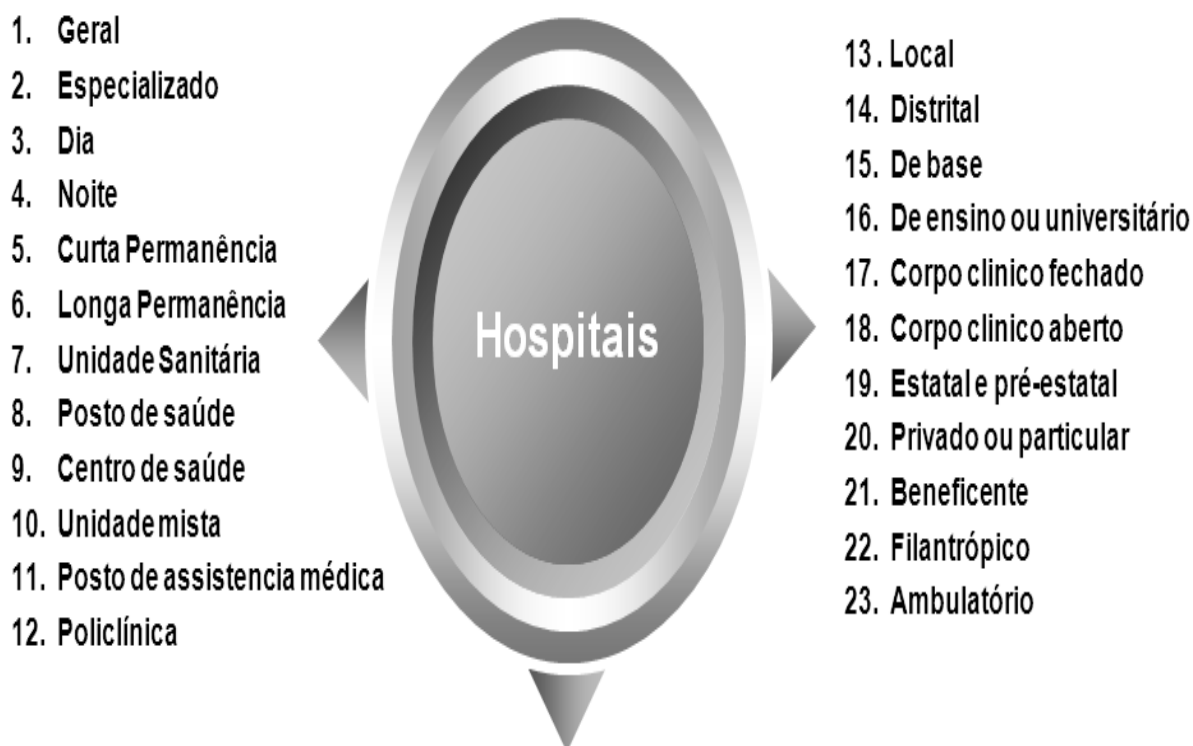 1. Geral
2. Especializado
3. Dia
4. Noite
5. Curta Permanência
6. Longa Permanência
7. Unidade Sanitária
8. Posto de saúde
9. Centro de saúde
10. Unidade mista
11. Posto de assistencia médica
12. Policlínica
Hospitais
13. Local
14. Distrital
15. De base
16. De ensino ou universitário
17. Corpo clinico fechado
18. Corpo clinico aberto
19. Estatal e pré-estatal
20. Privado ou particular
21. Beneficente
22. Filantrópico
23. Ambulatório